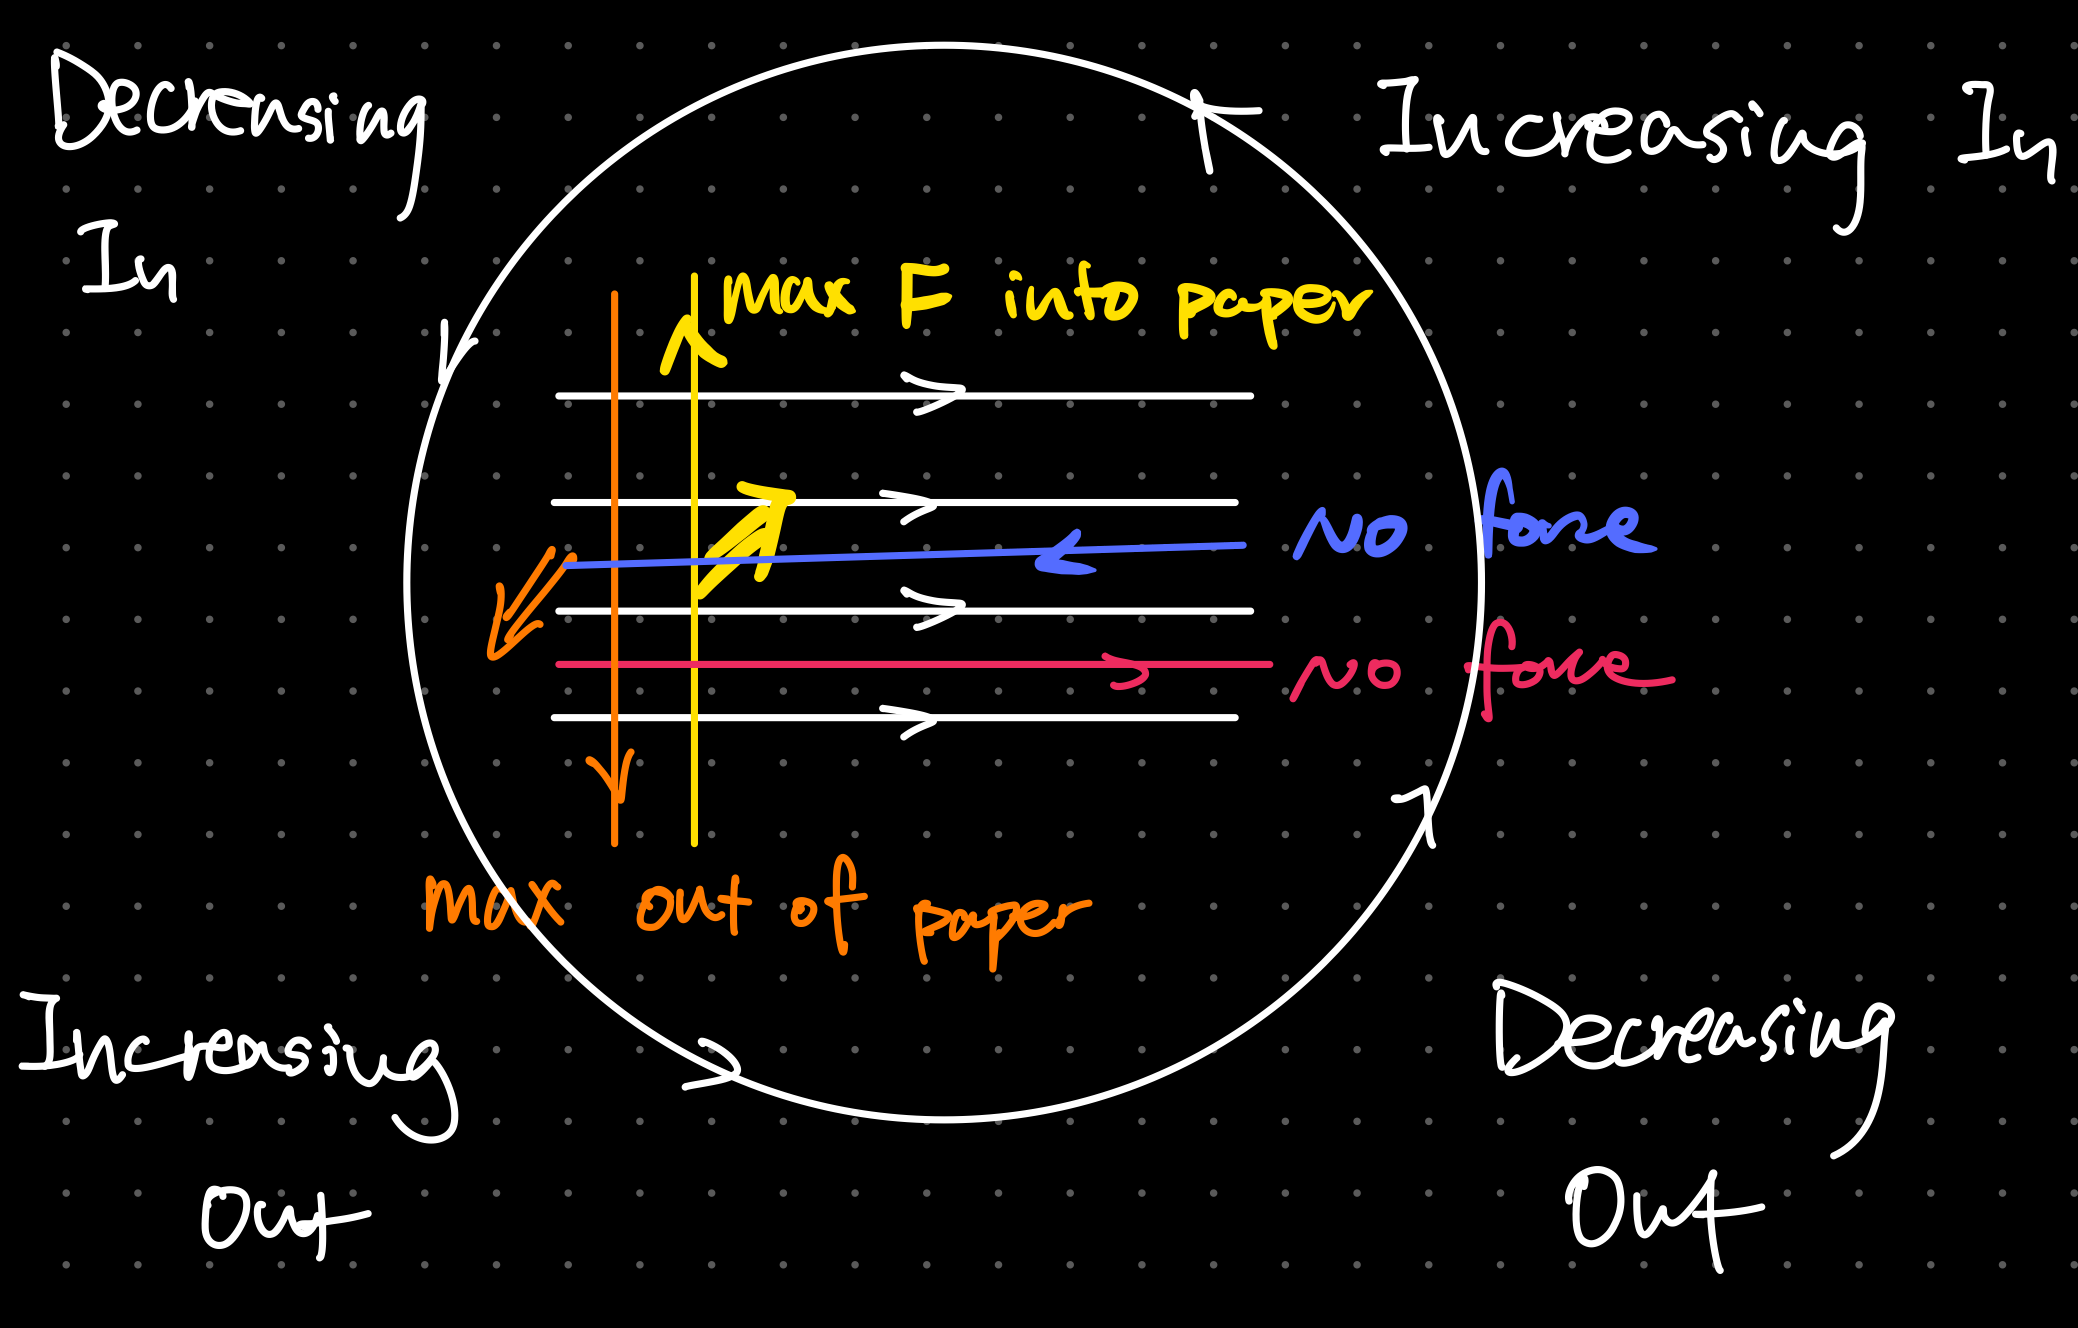 Decreasing
In
Increasing In
max F into paper
no force
no force
max out of paper
Increasing
Out
Decreasing
Out